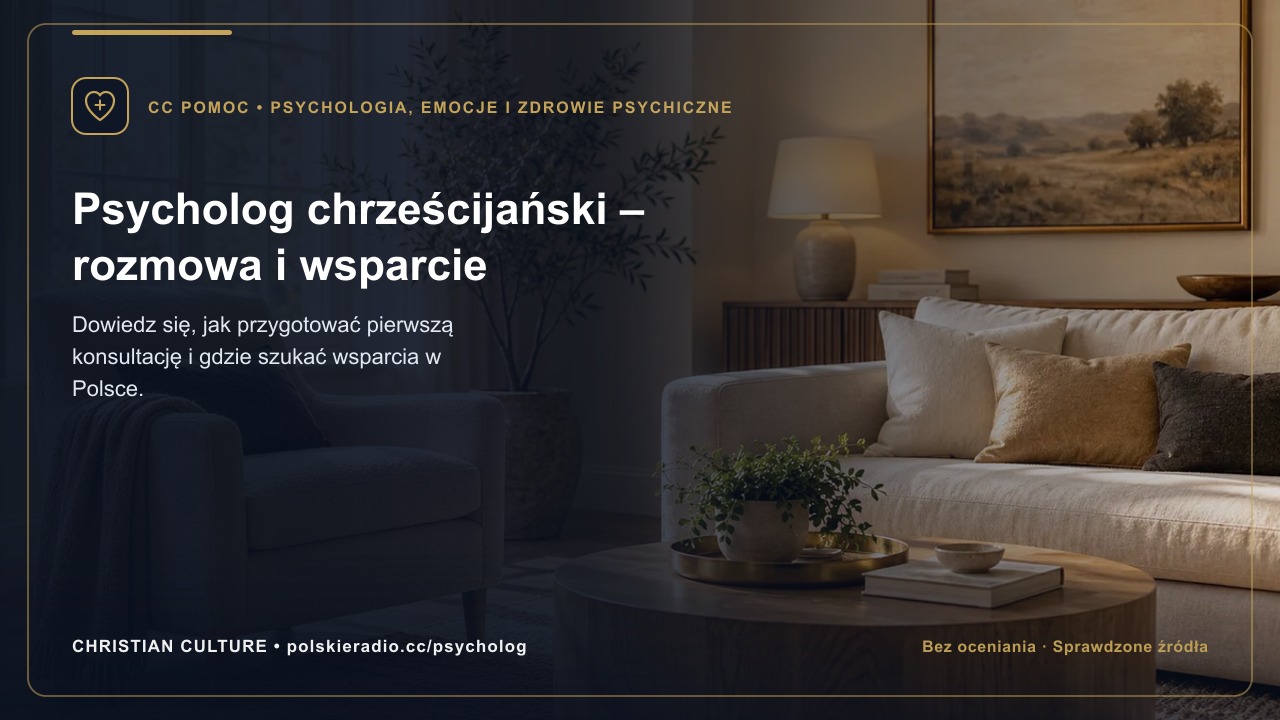 CC POMOC • PSYCHOLOGIA, EMOCJE I ZDROWIE PSYCHICZNE
Psycholog chrześcijański –
rozmowa i wsparcie
Dowiedz się, jak przygotować pierwszą
konsultację i gdzie szukać wsparcia w
Polsce.
CHRISTIAN CULTURE • polskieradio.cc/psycholog
Bez oceniania · Sprawdzone źródła